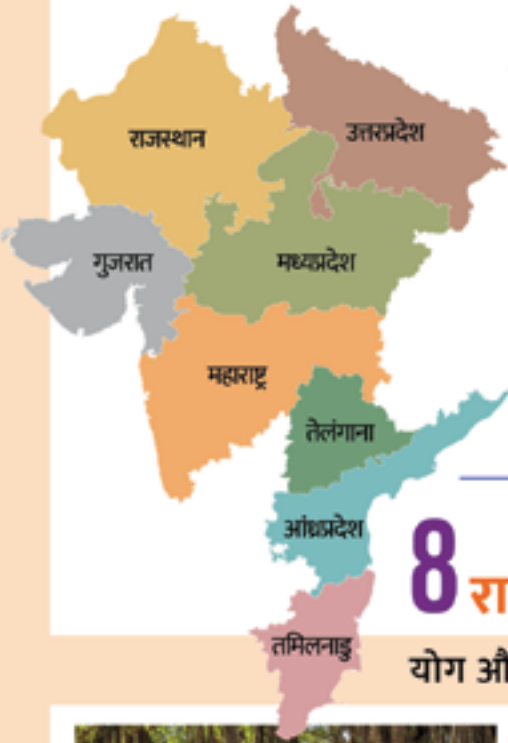 राजस्थान
उत्तरप्रदेश
गुजरात
मध्यप्रदेश
महाराष्ट्र
तेलंगाना
आंध्रप्रदेश
8
तमिलनाडु
योग